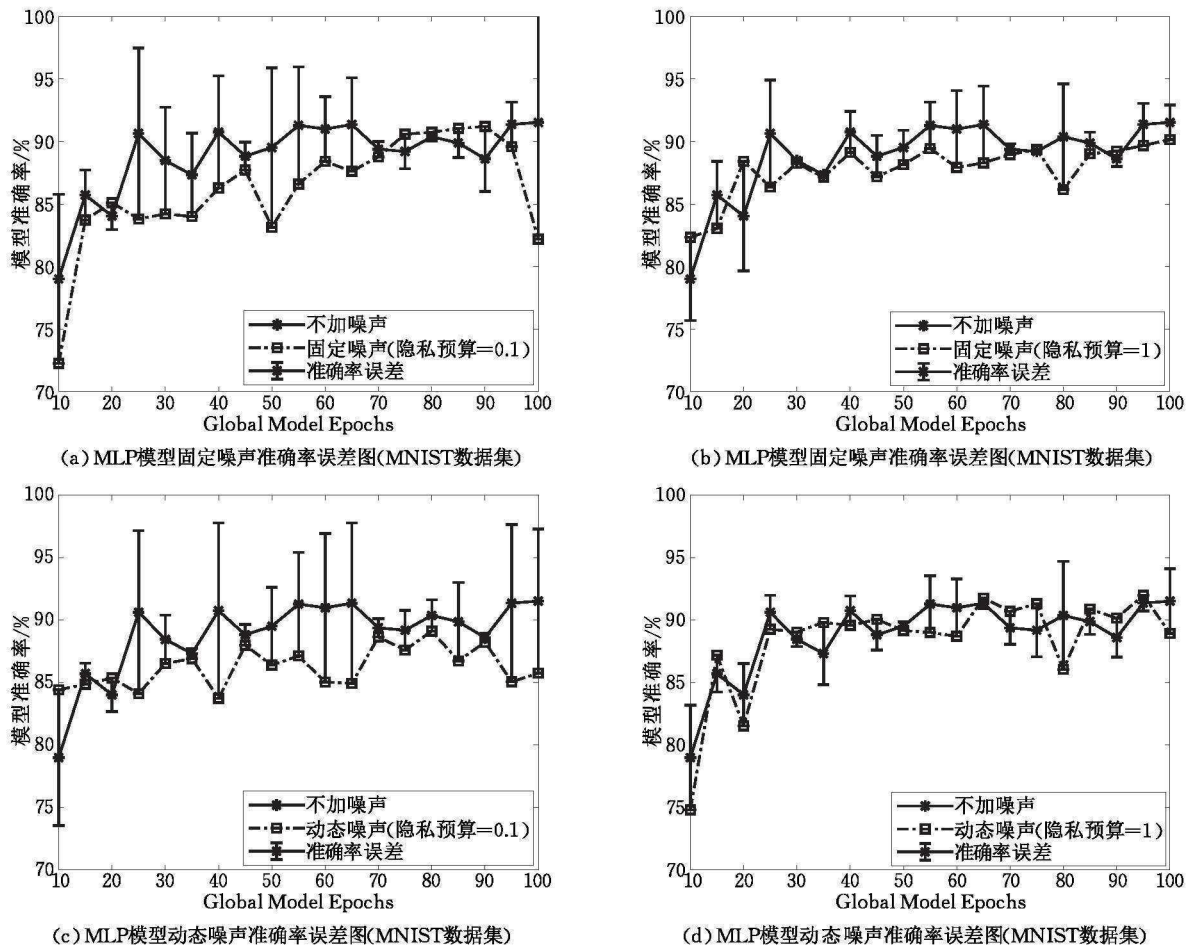 100
95
90
85
80
75
70
模型准确率/%
不加噪声
固定噪声(隐私预算=0.1)
准确率误差
10 20 30 40 50 60 70 80 90 100
Global Model Epochs
(a) MLP模型固定噪声准确率误差图(MNIST数据集)
100
95
90
85
80
75
70
模型准确率/%
不加噪声
固定噪声(隐私预算=1)
准确率误差
10 20 30 40 50 60 70 80 90 100
Global Model Epochs
(b) MLP模型固定噪声准确率误差图(MNIST数据集)
100
95
90
85
80
75
70
模型准确率/%
不加噪声
动态噪声(隐私预算=0.1)
准确率误差
10 20 30 40 50 60 70 80 90 100
Global Model Epochs
(c) MLP模型动态噪声准确率误差图(MNIST数据集)
100
95
90
85
80
75
70
模型准确率/%
不加噪声
动态噪声(隐私预算=1)
准确率误差
10 20 30 40 50 60 70 80 90 100
Global Model Epochs
(d) MLP模型动态噪声准确率误差图(MNIST数据集)